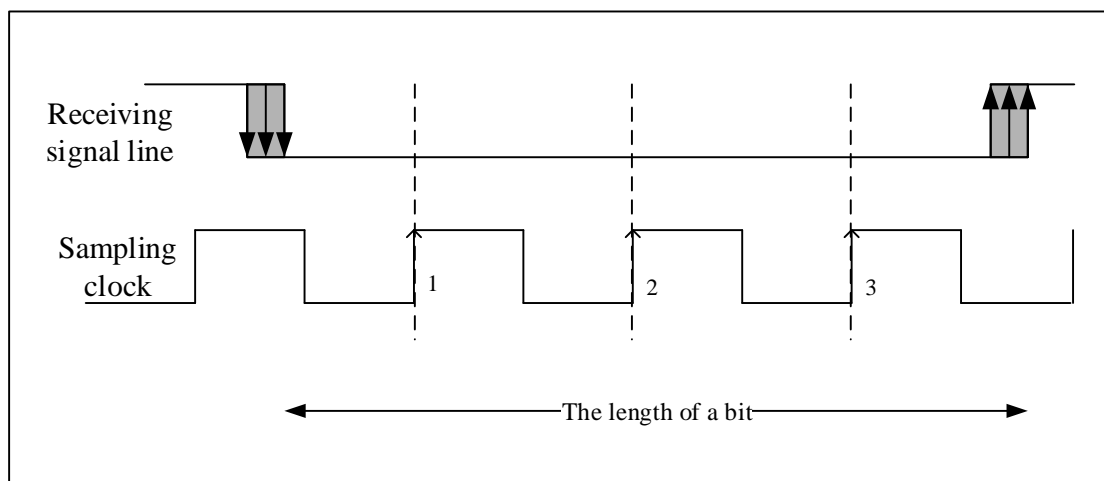 Receiving
signal line
Sampling
clock
1
2
3
The length of a bit